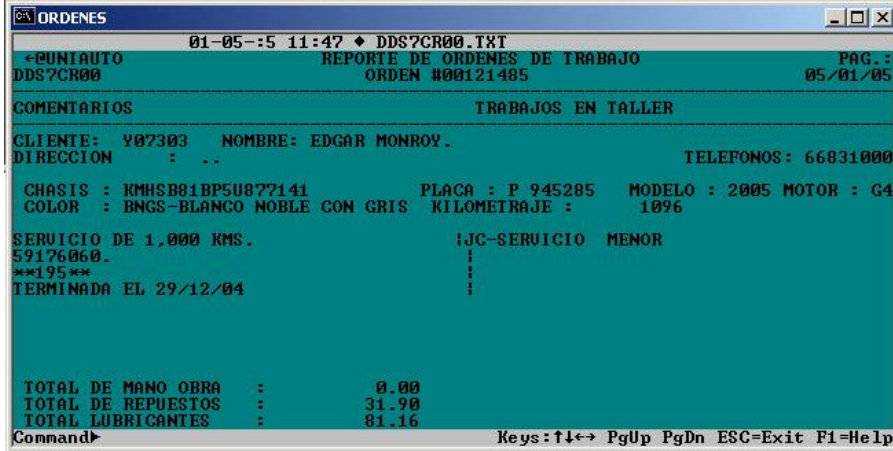 ORDENES
01-05-:5 11:47 ♦ DDS7CR00.TXT
←@UNIAUTO REPORTE DE ORDENES DE TRABAJO PAG.:
DDS7CR00 ORDEN #00121485 05/01/05
COMENTARIOS TRABAJOS EN TALLER
CLIENTE: Y07303 NOMBRE: EDGAR MONROY.
DIRECCION : .. TELEFONOS: 66831000
CHASIS : KMHSB81BP5U877141 PLACA : P 945285 MODELO : 2005 MOTOR : G4
COLOR : BNGS-BLANCO NOBLE CON GRIS KILOMETRAJE : 1096
SERVICIO DE 1,000 KMS. ¦JC-SERVICIO MENOR
59176060. ¦
**195** ¦
TERMINADA EL 29/12/04 ¦
TOTAL DE MANO OBRA : 0.00
TOTAL DE REPUESTOS : 31.90
TOTAL LUBRICANTES : 81.16
Command► Keys:↑↓←→ PgUp PgDn ESC=Exit F1=Help